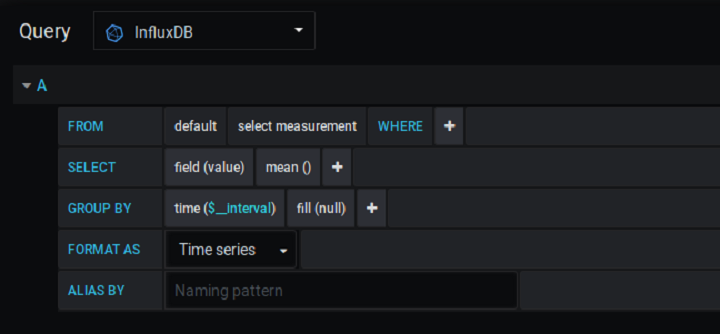 Query InfluxDB
A
FROM default select measurement WHERE +
SELECT field (value) mean () +
GROUP BY time ($__interval) fill (null) +
FORMAT AS Time series
ALIAS BY Naming pattern